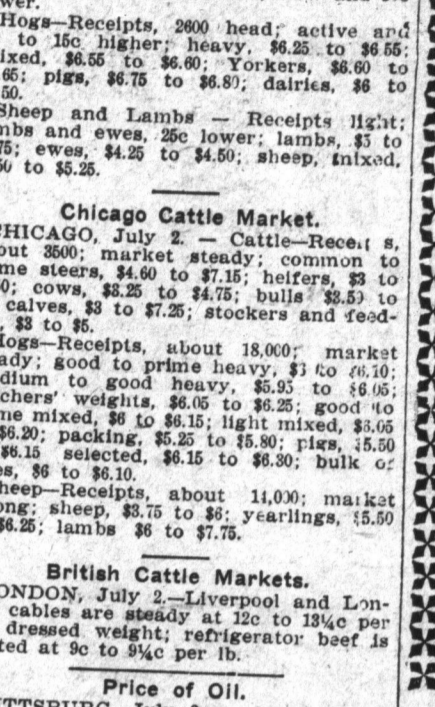 wer.
Hogs—Receipts, 2600 head; active and
to 15c higher; heavy, $6.25 to $6 55;
ixed, $6.55 to $6.60; Yorkers, $6.60 to
65; pigs, $6.75 to $6.80; dairies, $6 to
50.
Sheep and Lambs — Receipts light;
mbs and ewes, 25c lower; lambs, $5 to
75; ewes, $4.25 to $4.50; sheep, mixed,
50 to $5.25.
Chicago Cattle Market.
CHICAGO, July 2. — Cattle—Receipts,
out 3500; market steady; common to
me steers, $4.60 to $7.15; heifers, $3 to
0; cows, $3.25 to $4.75; bulls $3.50 to
calves, $3 to $7.25; stockers and feed-
, $3 to $5.
Hogs—Receipts, about 18,000; market
ady; good to prime heavy, to $6.10;
dium to good heavy, $5.95 to $6.05;
chers' weights, $6.05 to $6.25; good to
me mixed, $6 to $6.15; light mixed,
$6.20; packing, $5.25 to $5.80; pigs, $5.50
$6.15 selected, $6.15 to $6.30; bulk of
es, $6 to $6.10.
heep—Receipts, about market
ong; sheep, $3.75 to $6; yearlings, $5.50
$6.25; lambs $6 to $7.75.
British Cattle Markets.
ONDON, July 2.—Liverpool and Lon-
cables are steady at 12c to 13¼c per
dressed weight; refrigerator beef is
ted at 9c to 9¼c per lb.
Price of Oil.